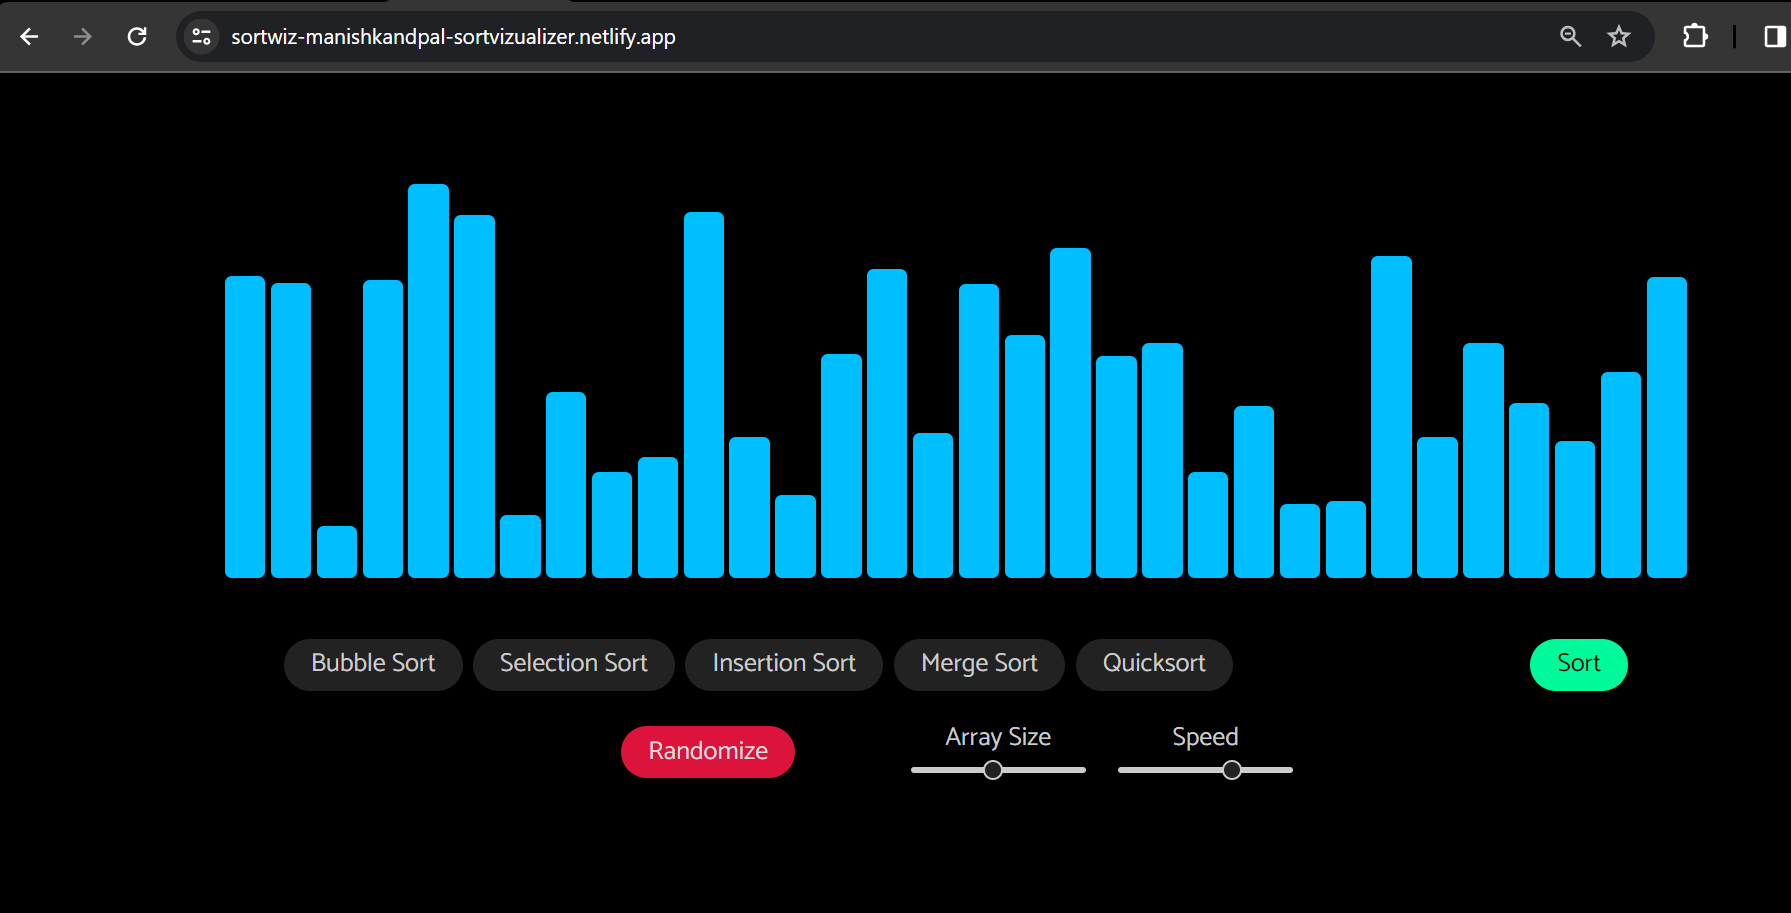 sortwiz-manishkandpal-sortvizualizer.netlify.app
Bubble Sort
Selection Sort
Insertion Sort
Merge Sort
Quicksort
Sort
Randomize
Array Size
Speed